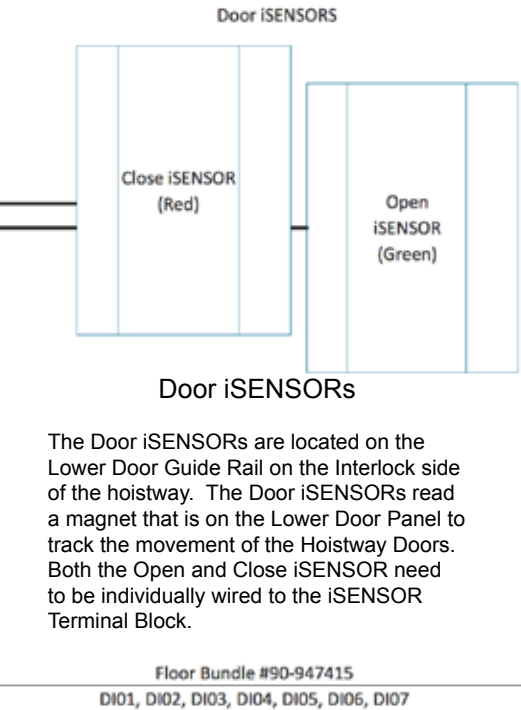 Door iSENSORS
Close iSENSOR
(Red)
Open
iSENSOR
(Green)
Door iSENSORs
The Door iSENSORs are located on the
Lower Door Guide Rail on the Interlock side
of the hoistway.  The Door iSENSORs read
a magnet that is on the Lower Door Panel to
track the movement of the Hoistway Doors.
Both the Open and Close iSENSOR need
to be individually wired to the iSENSOR
Terminal Block.
Floor Bundle #90-947415
DI01, DI02, DI03, DI04, DI05, DI06, DI07